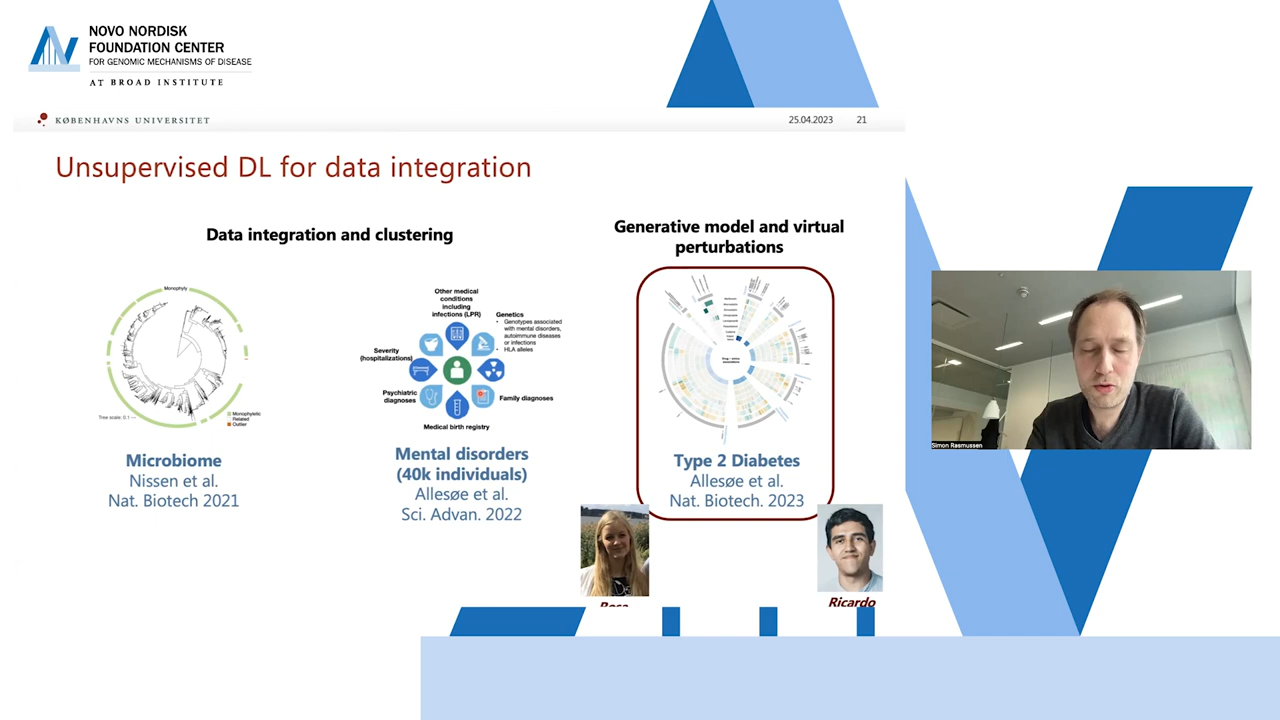 NOVO NORDISK
FOUNDATION CENTER
FOR GENOMIC MECHANISMS OF DISEASE
AT BROAD INSTITUTE
KØBENHAVNS UNIVERSITET
25.04.2023
21
Unsupervised DL for data integration
Data integration and clustering
Generative model and virtual
perturbations
Monophyly
Tree scale: 0.1
Monophyletic
Related
Outlier
Other medical
conditions
including
infections (LPR)
Genetics
• Genotypes associated
with mental disorders,
autoimmune diseases
or infections
• HLA alleles
Severity
(hospitalizations)
Psychiatric
diagnoses
Family diagnoses
Medical birth registry
Microbiome
Nissen et al.
Nat. Biotech 2021
Mental disorders
(40k individuals)
Allesøe et al.
Sci. Advan. 2022
Type 2 Diabetes
Allesøe et al.
Nat. Biotech. 2023
Ricardo
Simon Rasmussen